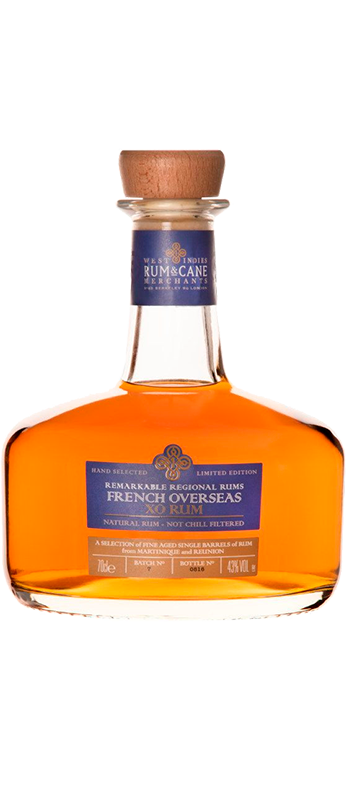 WEST INDIES
RUM & CANE
MERCHANTS
HAND SELECTED LIMITED EDITION
REMARKABLE REGIONAL RUMS
FRENCH OVERSEAS
XO RUM
NATURAL RUM - NOT CHILL FILTERED
A SELECTION of FINE AGED SINGLE BARRELS of RUM
from MARTINIQUE and REUNION
70cl e BATCH Nº BOTTLE Nº 43% VOL
7 0616